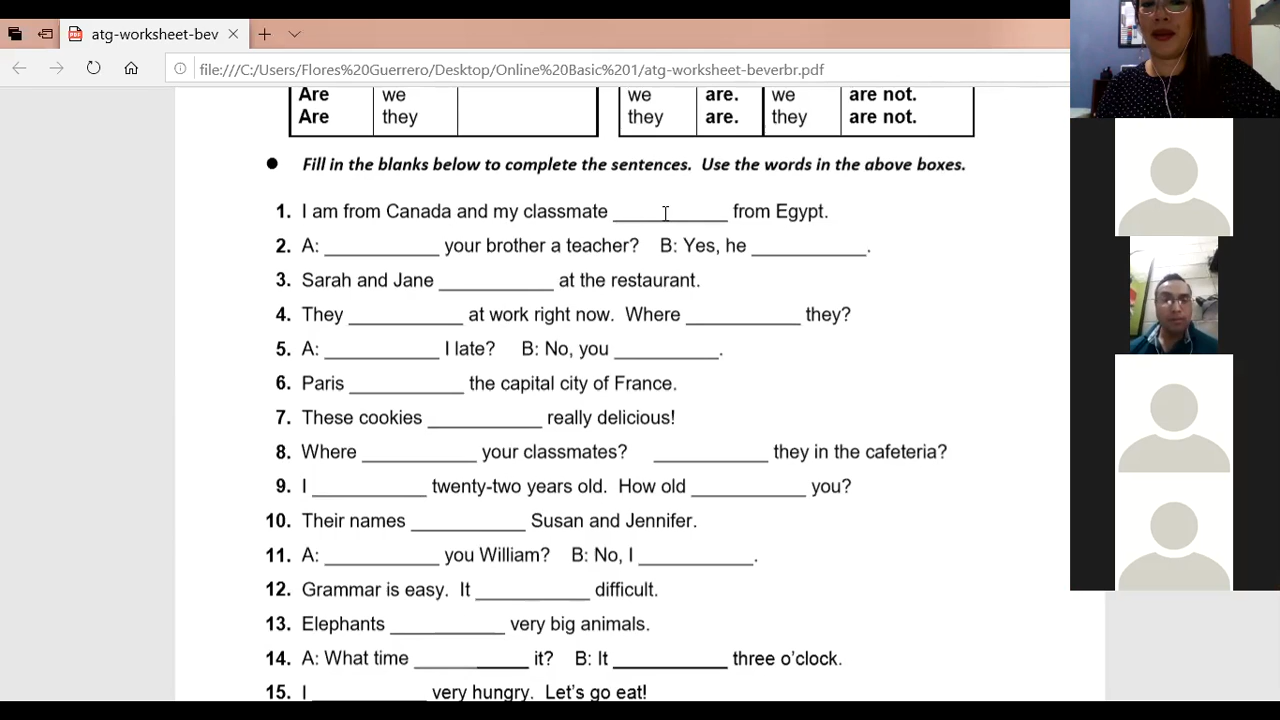 atg-worksheet-bev
file:///C:/Users/Flores%20Guerrero/Desktop/Online%20Basic%201/atg-worksheet-beverbr.pdf
Are we we are. we are not.
Are they they are. they are not.
● Fill in the blanks below to complete the sentences. Use the words in the above boxes.
1. I am from Canada and my classmate ___________ from Egypt.
2. A: ___________ your brother a teacher? B: Yes, he ___________.
3. Sarah and Jane ___________ at the restaurant.
4. They ___________ at work right now. Where ___________ they?
5. A: ___________ I late? B: No, you __________.
6. Paris ___________ the capital city of France.
7. These cookies ___________ really delicious!
8. Where ___________ your classmates? ___________ they in the cafeteria?
9. I ___________ twenty-two years old. How old ___________ you?
10. Their names ___________ Susan and Jennifer.
11. A: ___________ you William? B: No, I ___________.
12. Grammar is easy. It ___________ difficult.
13. Elephants ___________ very big animals.
14. A: What time ___________ it? B: It ___________ three o’clock.
15. I ___________ very hungry. Let’s go eat!